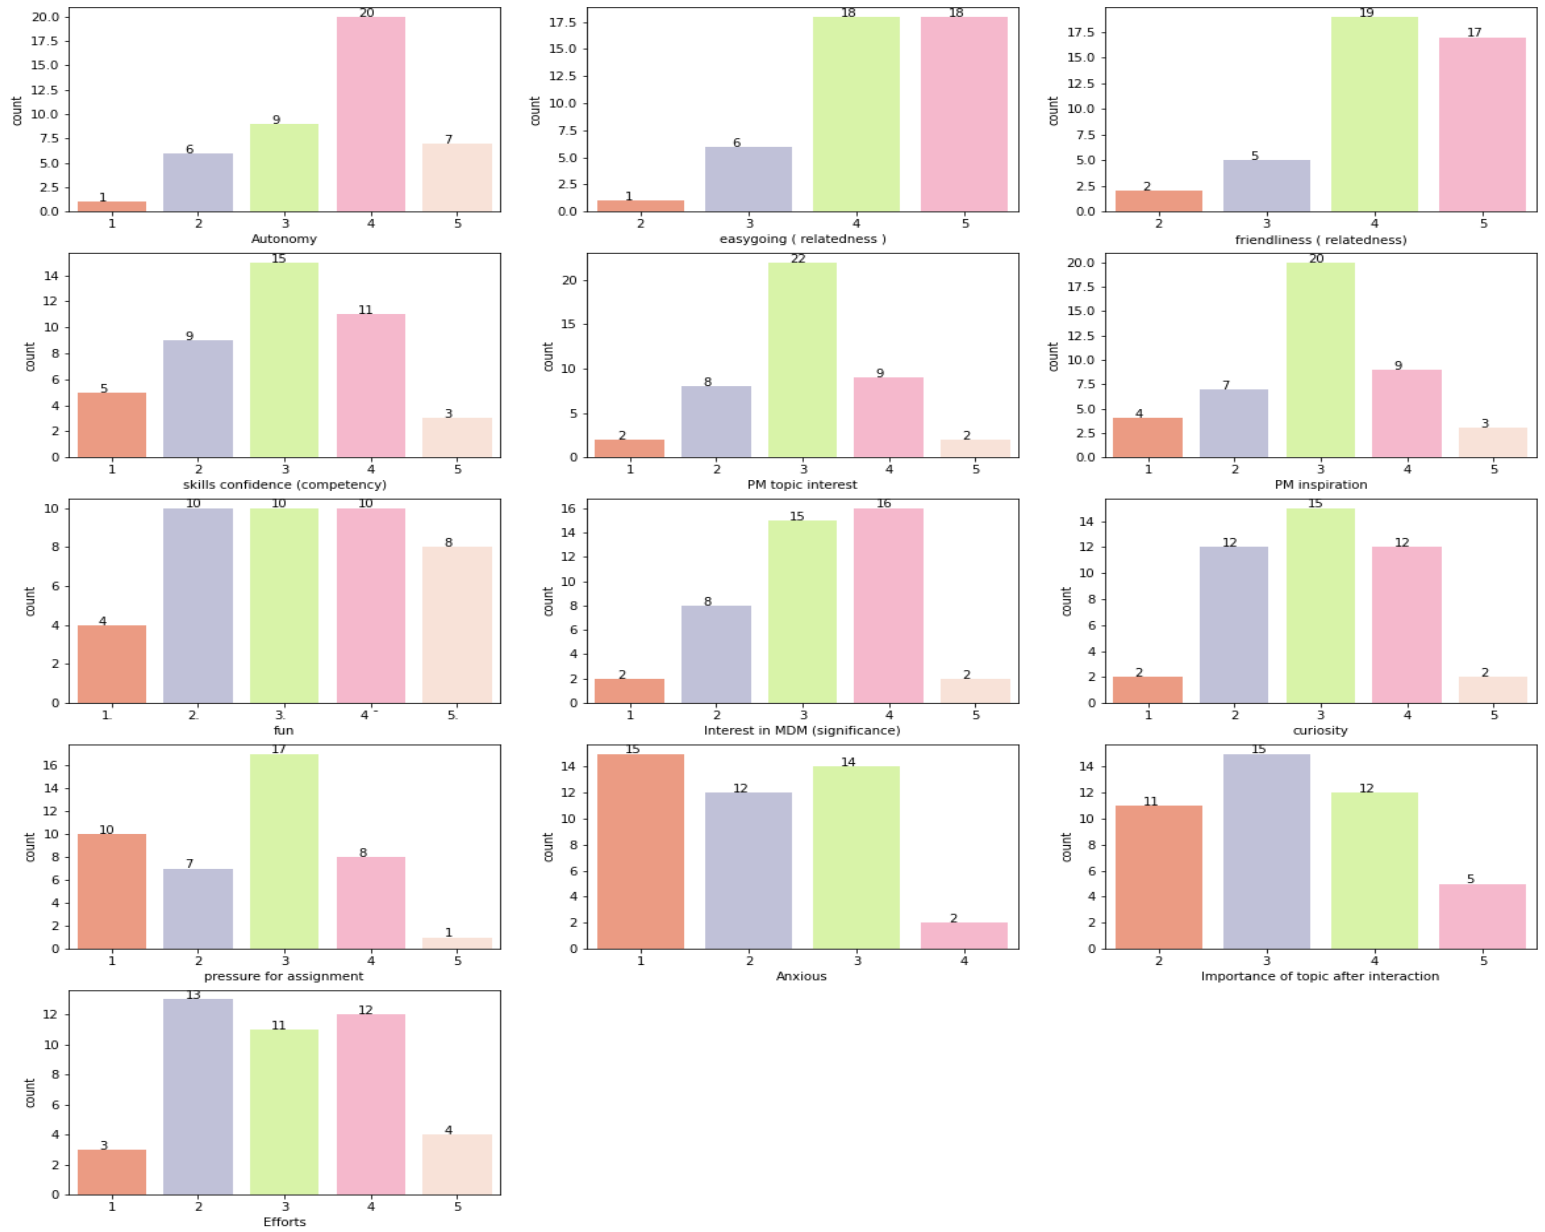 20.0
17.5
15.0
12.5
10.0
7.5
5.0
2.5
0.0
count
1 6 9 20 7
1 2 3 4 5
Autonomy
17.5
15.0
12.5
10.0
7.5
5.0
2.5
0.0
count
1 6 18 18
2 3 4 5
easygoing ( relatedness )
17.5
15.0
12.5
10.0
7.5
5.0
2.5
0.0
count
2 5 19 17
2 3 4 5
friendliness ( relatedness)
14
12
10
8
6
4
2
0
count
5 9 15 11 3
1 2 3 4 5
skills confidence (competency)
20
15
10
5
0
count
2 8 22 9 2
1 2 3 4 5
PM topic interest
20.0
17.5
15.0
12.5
10.0
7.5
5.0
2.5
0.0
count
4 7 20 9 3
1 2 3 4 5
PM inspiration
10
8
6
4
2
0
count
4 10 10 10 8
1. 2. 3. 4 ˜ 5.
fun
16
14
12
10
8
6
4
2
0
count
2 8 15 16 2
1 2 3 4 5
Interest in MDM (significance)
14
12
10
8
6
4
2
0
count
2 12 15 12 2
1 2 3 4 5
curiosity
16
14
12
10
8
6
4
2
0
count
10 7 17 8 1
1 2 3 4 5
pressure for assignment
14
12
10
8
6
4
2
0
count
15 12 14 2
1 2 3 4
Anxious
14
12
10
8
6
4
2
0
count
11 15 12 5
2 3 4 5
Importance of topic after interaction
12
10
8
6
4
2
0
count
3 13 11 12 4
1 2 3 4 5
Efforts